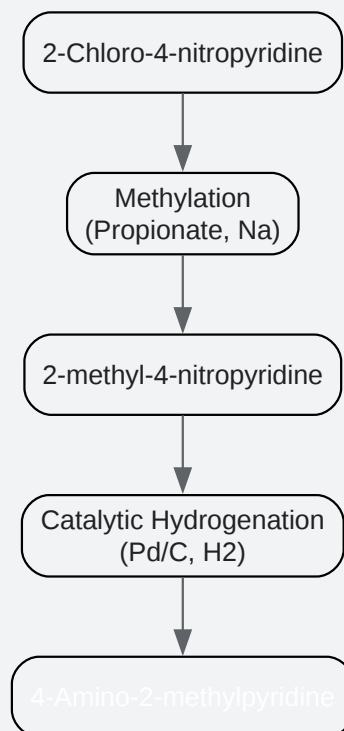 2-Chloro-4-nitropyridine
Methylation
(Propionate, Na)
2-methyl-4-nitropyridine
Catalytic Hydrogenation
(Pd/C, H2)
4-Amino-2-methylpyridine